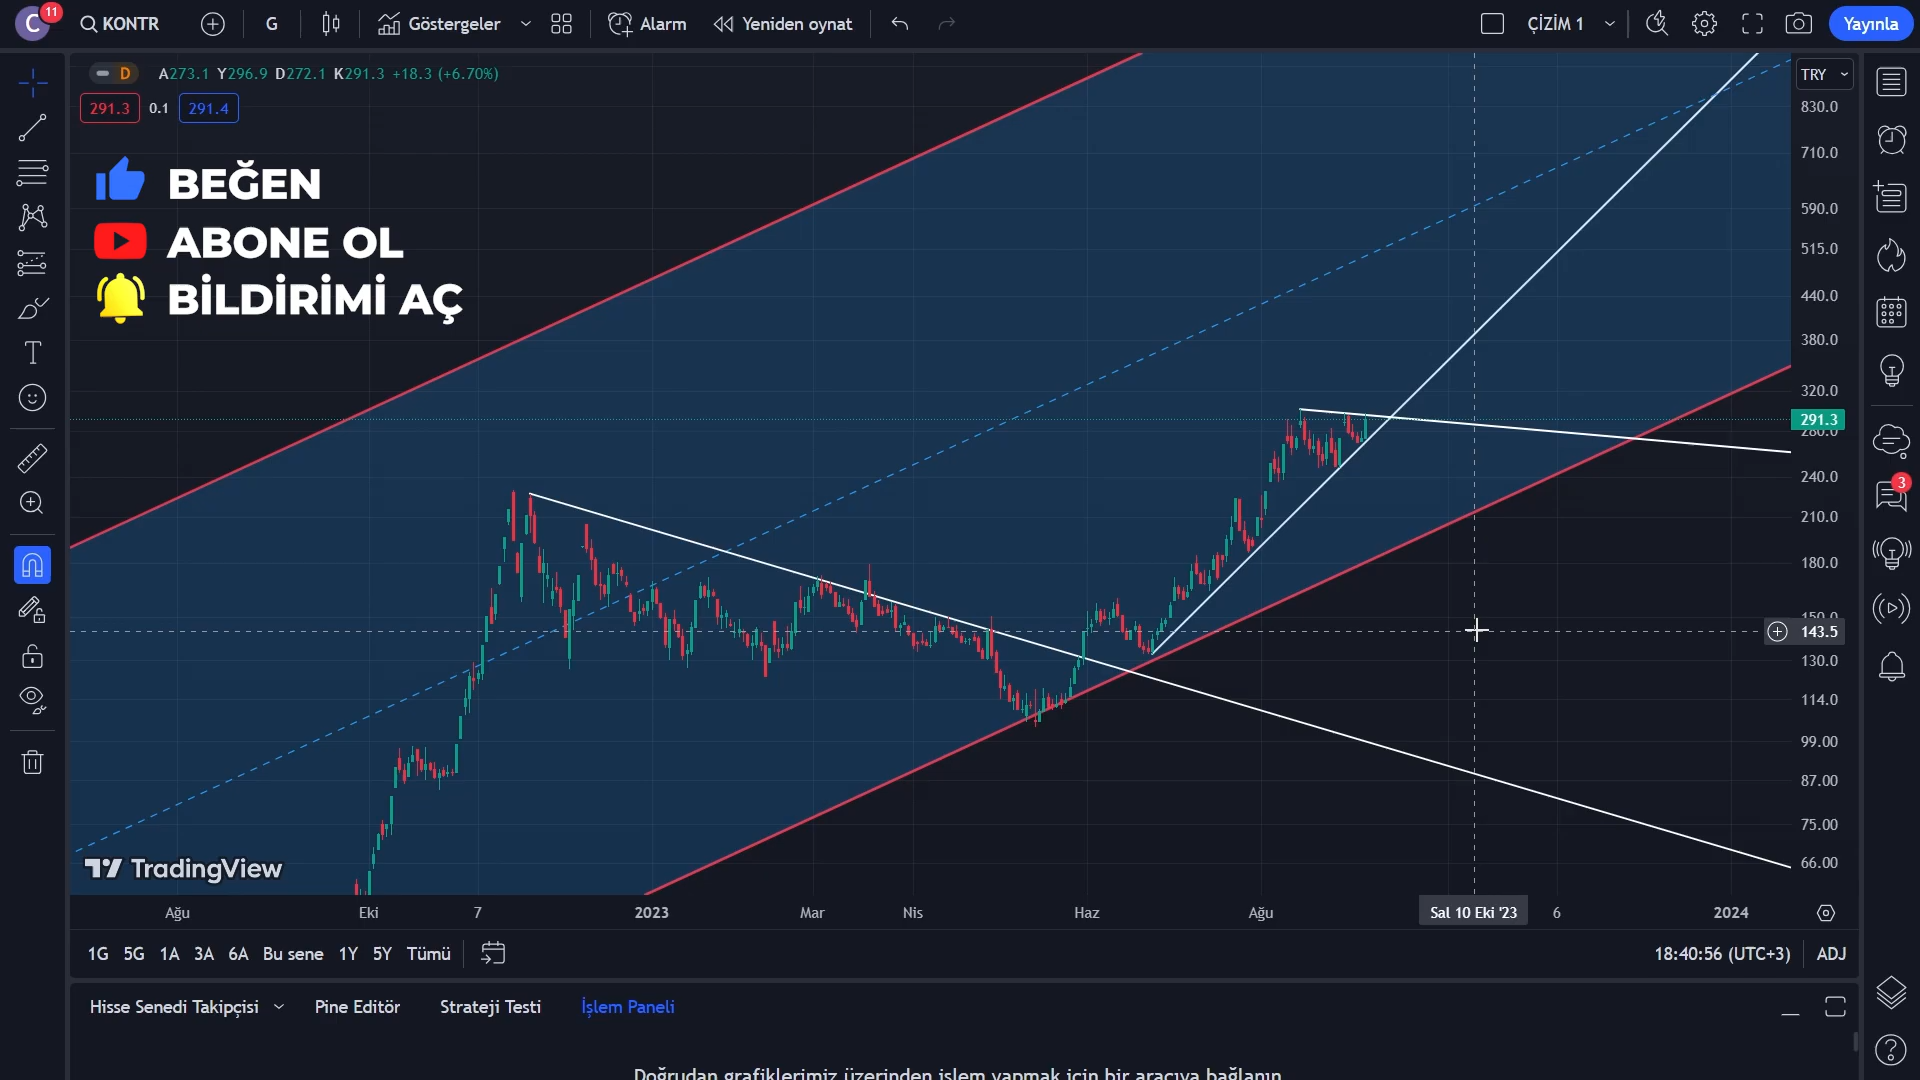 C 11 KONTR G Göstergeler Alarm Yeniden oynat ÇİZİM 1 Yayınla
D A273.1 Y296.9 D272.1 K291.3 +18.3 (+6.70%) TRY
291.3 0.1 291.4
BEĞEN
ABONE OL
BİLDİRİMİ AÇ
830.0
710.0
590.0
515.0
440.0
380.0
320.0
291.3
280.0
240.0
210.0
180.0
150.0
143.5
130.0
114.0
99.00
87.00
75.00
66.00
3
TradingView
Ağu Eki 7 2023 Mar Nis Haz Ağu Sal 10 Eki '23 6 2024
1G 5G 1A 3A 6A Bu sene 1Y 5Y Tümü 18:40:56 (UTC+3) ADJ
Hisse Senedi Takipçisi Pine Editör Strateji Testi İşlem Paneli
Doğrudan grafiklerimiz üzerinden işlem yapmak için bir aracıya bağlanın